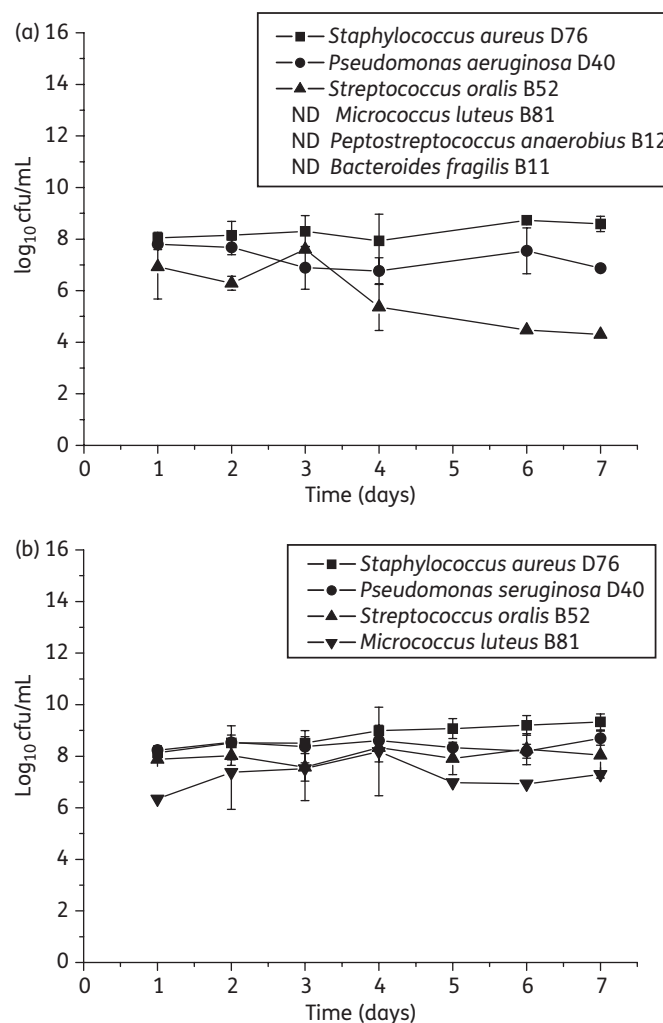 (a) 16
14
12
10
8
6
4
2
0
log10 cfu/mL
Staphylococcus aureus D76
Pseudomonas aeruginosa D40
Streptococcus oralis B52
ND Micrococcus luteus B81
ND Peptostreptococcus anaerobius B12
ND Bacteroides fragilis B11
0 1 2 3 4 5 6 7
Time (days)
(b) 16
14
12
10
8
6
4
2
0
Log10 cfu/mL
Staphylococcus aureus D76
Pseudomonas seruginosa D40
Streptococcus oralis B52
Micrococcus luteus B81
0 1 2 3 4 5 6 7
Time (days)